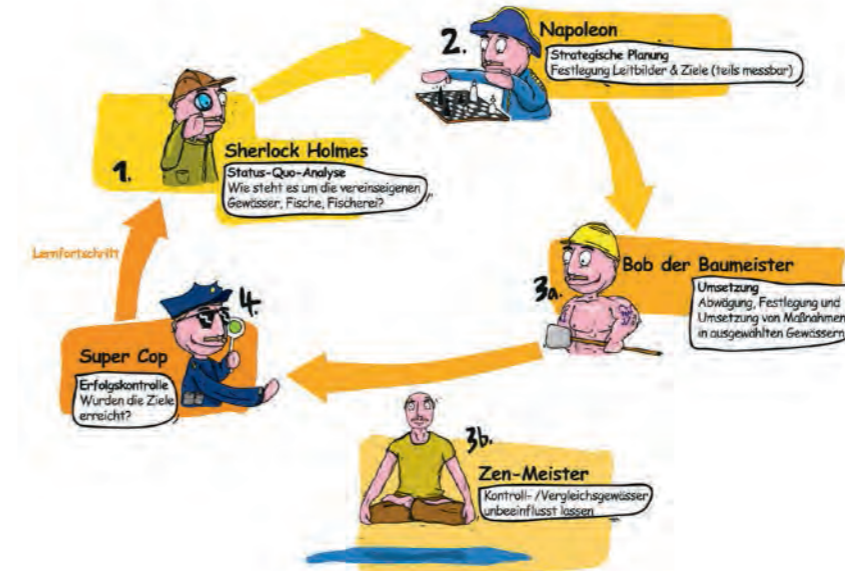 1.
Sherlock Holmes
Status-Quo-Analyse
Wie steht es um die vereinseigenen
Gewässer, Fische, Fischerei?
2.
Napoleon
Strategische Planung
Festlegung Leitbilder & Ziele (teils messbar)
3a.
Bob der Baumeister
Umsetzung
Abwägung, Festlegung und
Umsetzung von Maßnahmen
in ausgewählten Gewässern
3b.
Zen-Meister
Kontroll-/Vergleichsgewässer
unbeeinflusst lassen
4.
Super Cop
Erfolgskontrolle
Wurden die Ziele
erreicht?
Lernfortschritt